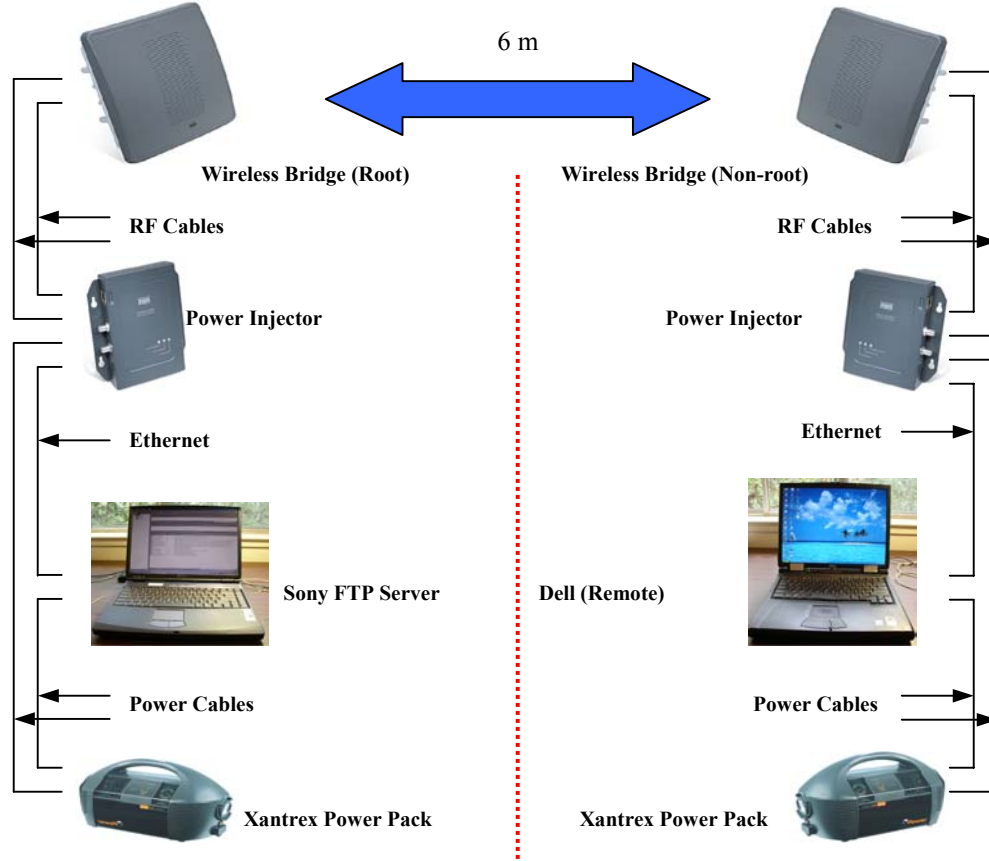 6 m
Wireless Bridge (Root)
Wireless Bridge (Non-root)
RF Cables
RF Cables
Power Injector
Power Injector
Ethernet
Ethernet
Sony FTP Server
Dell (Remote)
Power Cables
Power Cables
Xantrex Power Pack
Xantrex Power Pack